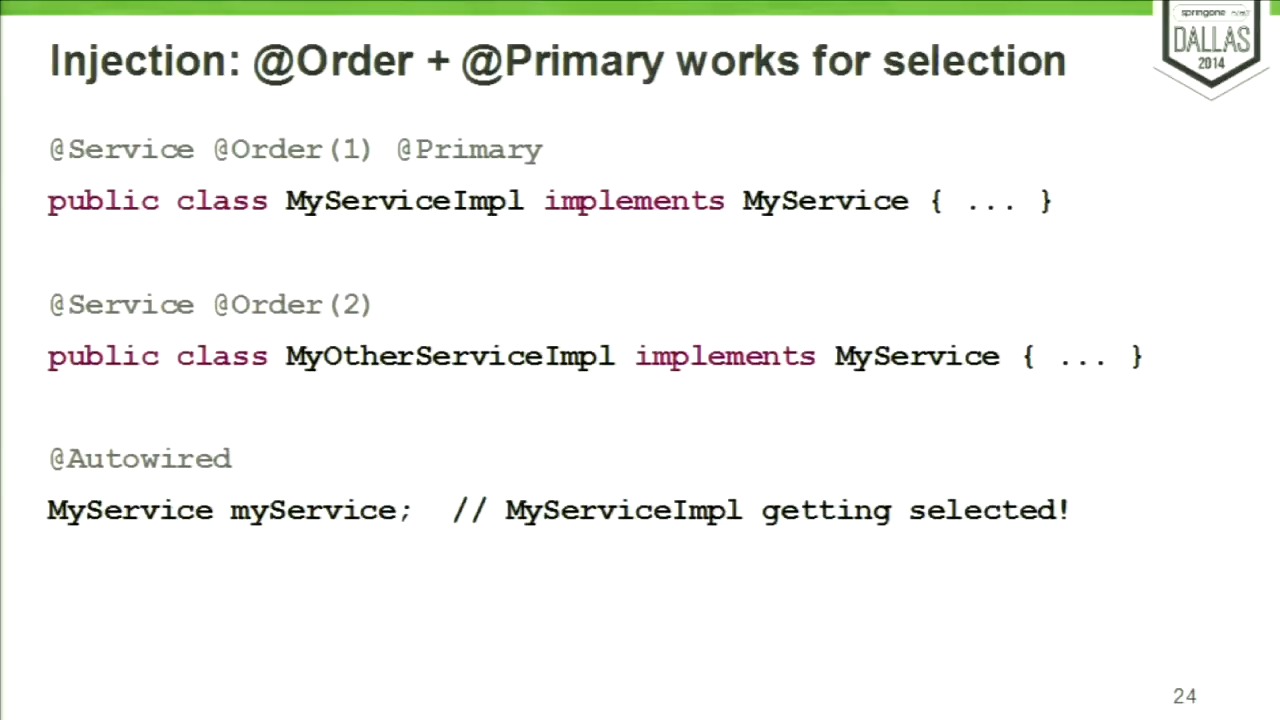 springone
DALLAS
2014
Injection: @Order + @Primary works for selection
@Service @Order(1) @Primary
public class MyServiceImpl implements MyService { ... }
@Service @Order(2)
public class MyOtherServiceImpl implements MyService { ... }
@Autowired
MyService myService;  // MyServiceImpl getting selected!
24